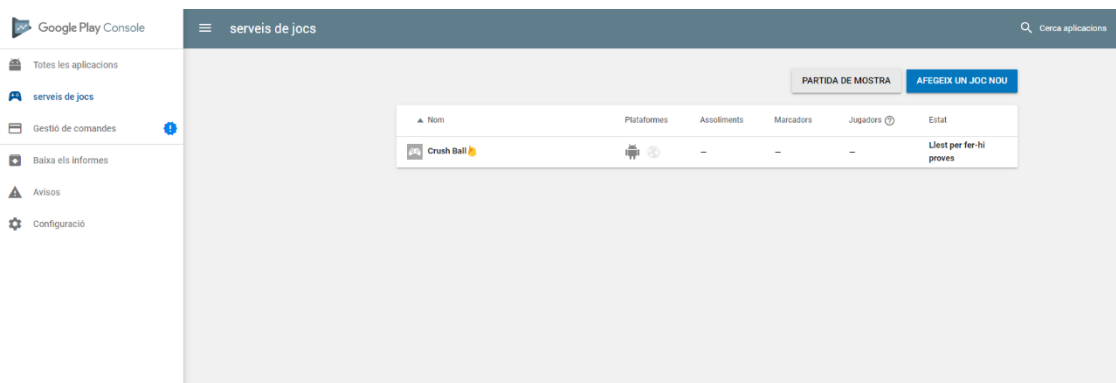 Google Play Console
serveis de jocs
Cerca aplicacions
Totes les aplicacions
serveis de jocs
Gestió de comandes
Baixa els informes
Avisos
Configuració
PARTIDA DE MOSTRA
AFEGEIX UN JOC NOU
Nom Plataformes Assoliments Marcadors Jugadors Estat
Crush Ball👋 – – – Llest per fer-hi
proves